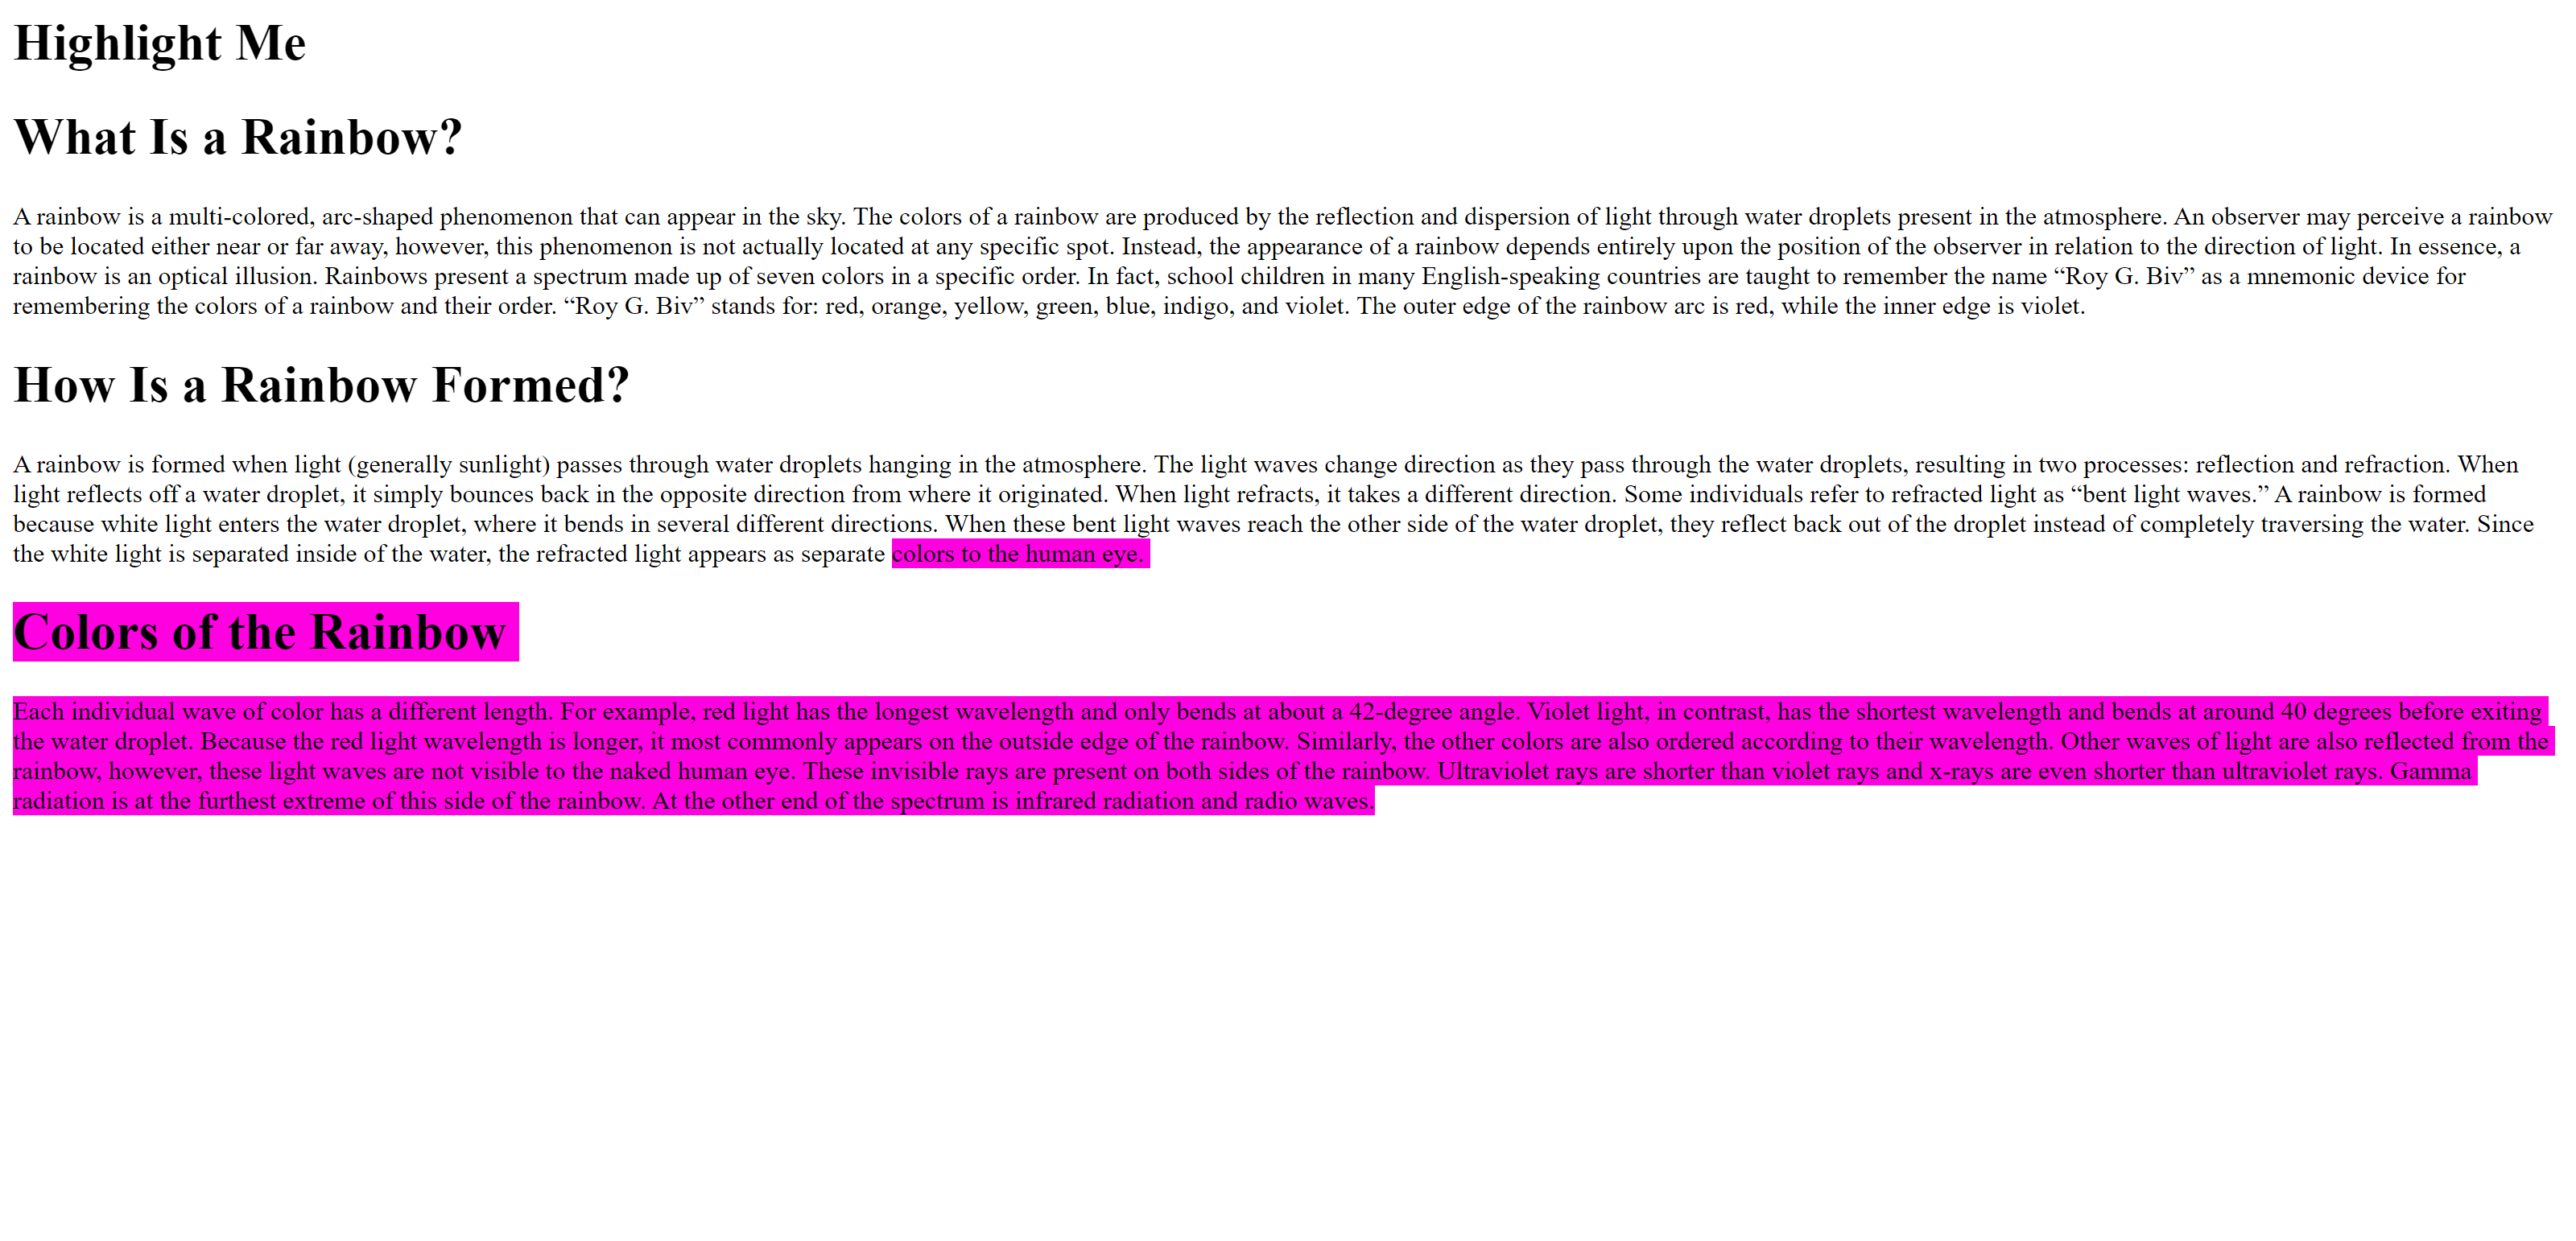 Highlight Me
What Is a Rainbow?
A rainbow is a multi-colored, arc-shaped phenomenon that can appear in the sky. The colors of a rainbow are produced by the reflection and dispersion of light through water droplets present in the atmosphere. An observer may perceive a rainbow
to be located either near or far away, however, this phenomenon is not actually located at any specific spot. Instead, the appearance of a rainbow depends entirely upon the position of the observer in relation to the direction of light. In essence, a
rainbow is an optical illusion. Rainbows present a spectrum made up of seven colors in a specific order. In fact, school children in many English-speaking countries are taught to remember the name “Roy G. Biv” as a mnemonic device for
remembering the colors of a rainbow and their order. “Roy G. Biv” stands for: red, orange, yellow, green, blue, indigo, and violet. The outer edge of the rainbow arc is red, while the inner edge is violet.
How Is a Rainbow Formed?
A rainbow is formed when light (generally sunlight) passes through water droplets hanging in the atmosphere. The light waves change direction as they pass through the water droplets, resulting in two processes: reflection and refraction. When
light reflects off a water droplet, it simply bounces back in the opposite direction from where it originated. When light refracts, it takes a different direction. Some individuals refer to refracted light as “bent light waves.” A rainbow is formed
because white light enters the water droplet, where it bends in several different directions. When these bent light waves reach the other side of the water droplet, they reflect back out of the droplet instead of completely traversing the water. Since
the white light is separated inside of the water, the refracted light appears as separate colors to the human eye.
Colors of the Rainbow
Each individual wave of color has a different length. For example, red light has the longest wavelength and only bends at about a 42-degree angle. Violet light, in contrast, has the shortest wavelength and bends at around 40 degrees before exiting
the water droplet. Because the red light wavelength is longer, it most commonly appears on the outside edge of the rainbow. Similarly, the other colors are also ordered according to their wavelength. Other waves of light are also reflected from the
rainbow, however, these light waves are not visible to the naked human eye. These invisible rays are present on both sides of the rainbow. Ultraviolet rays are shorter than violet rays and x-rays are even shorter than ultraviolet rays. Gamma
radiation is at the furthest extreme of this side of the rainbow. At the other end of the spectrum is infrared radiation and radio waves.